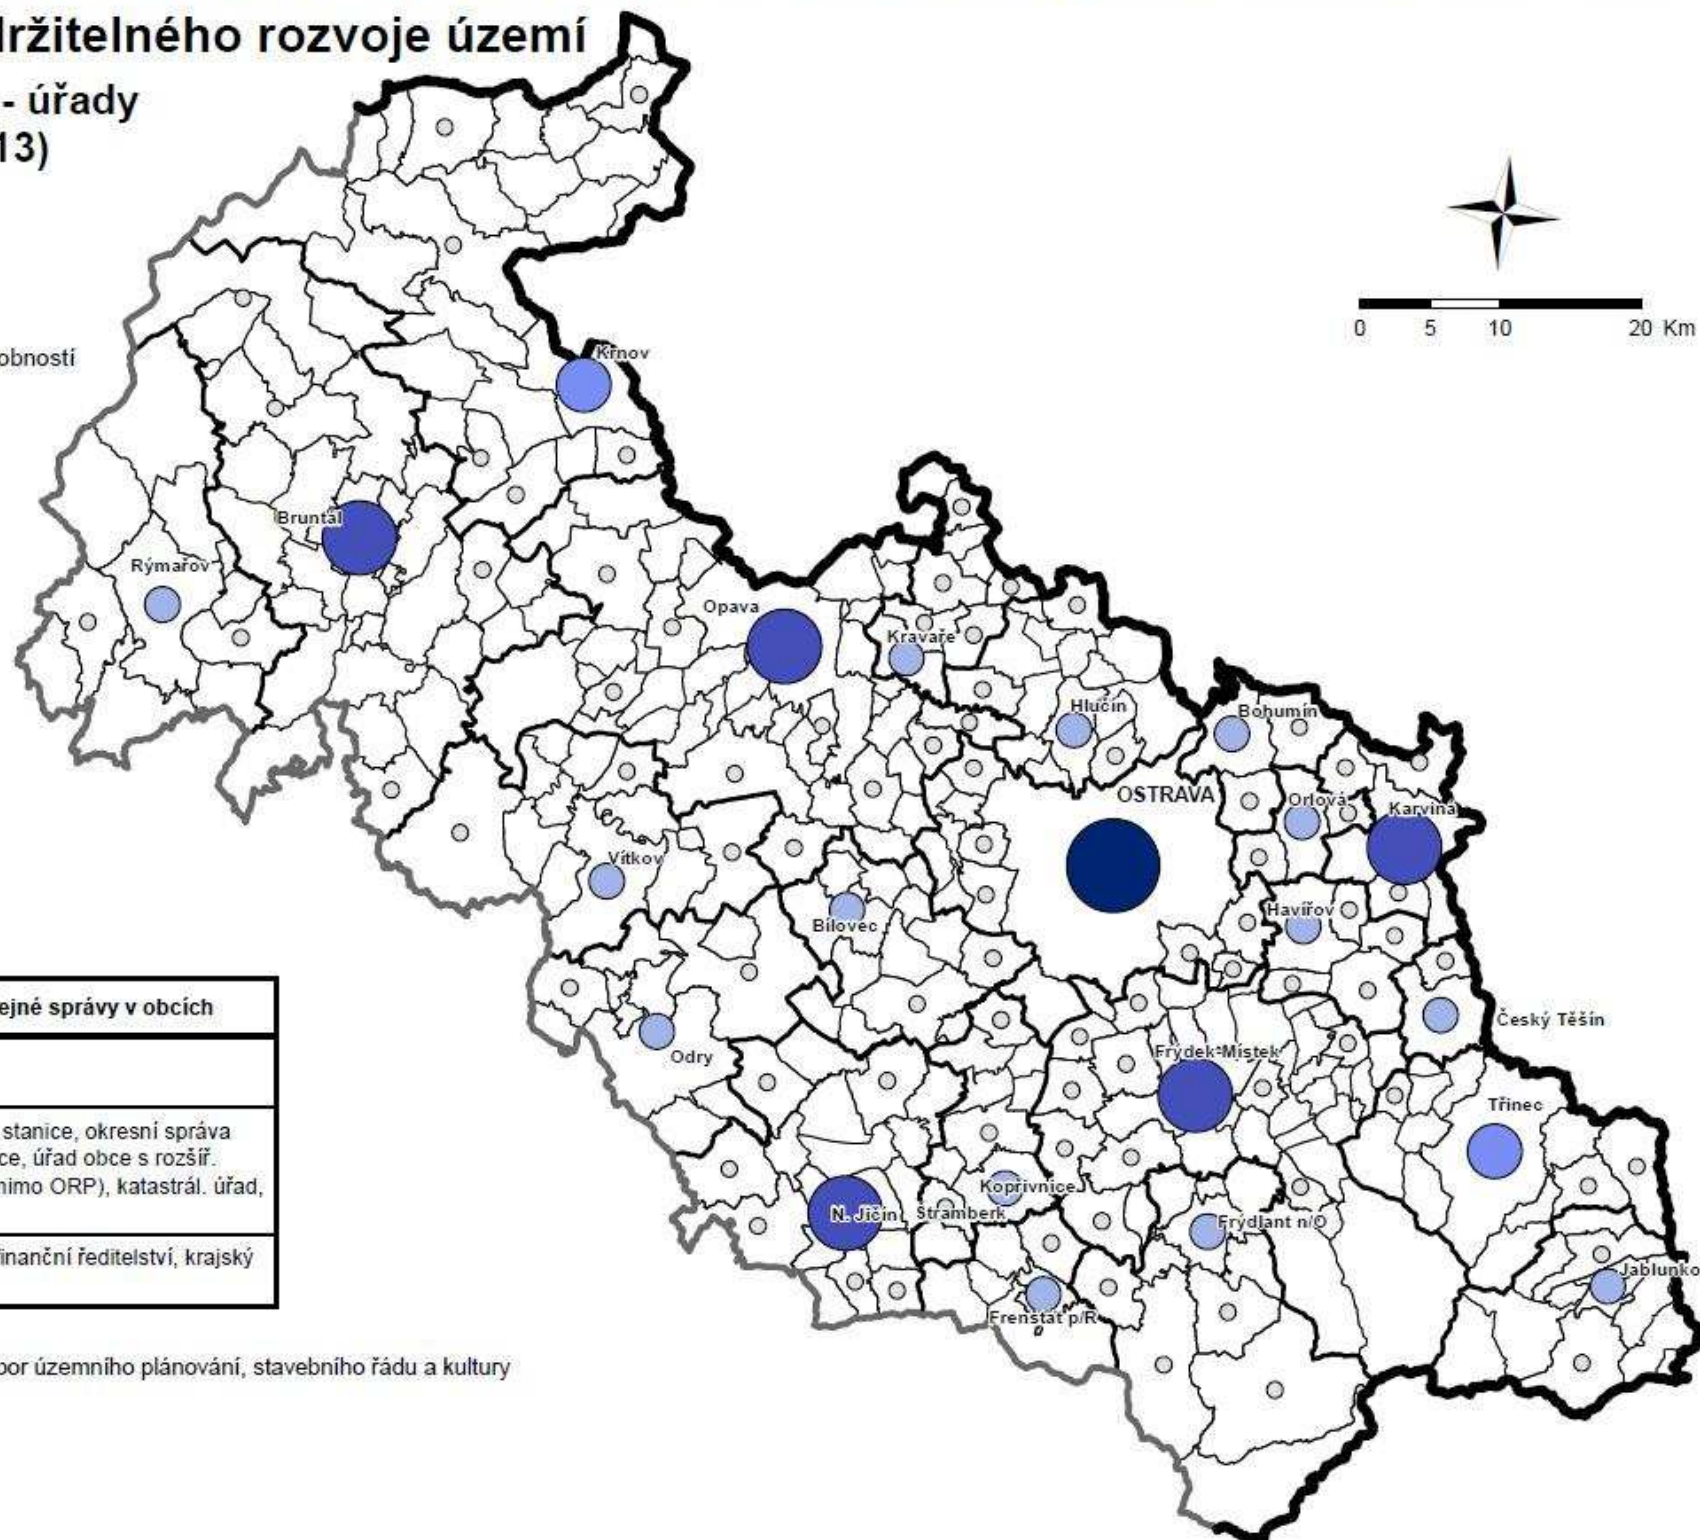 držitelného rozvoje území
- úřady
13)
0 5 10 20 Km
obností
Krnov
Bruntál
Rýmařov
Opava
Kravaře
Hlučín
Bohumín
OSTRAVA
Orlová
Karviná
Vítkov
Bílovec
Havířov
ejné správy v obcích
Český Těšín
Odry
Frýdek-Místek
Třinec
stanice, okresní správa
ce, úřad obce s rozšíř.
mimo ORP), katastrál. úřad,
Kopřivnice
N. Jičín
Štramberk
Frýdlant n/O
finanční ředitelství, krajský
Jablunko
Frenštát p/R
bor územního plánování, stavebního řádu a kultury